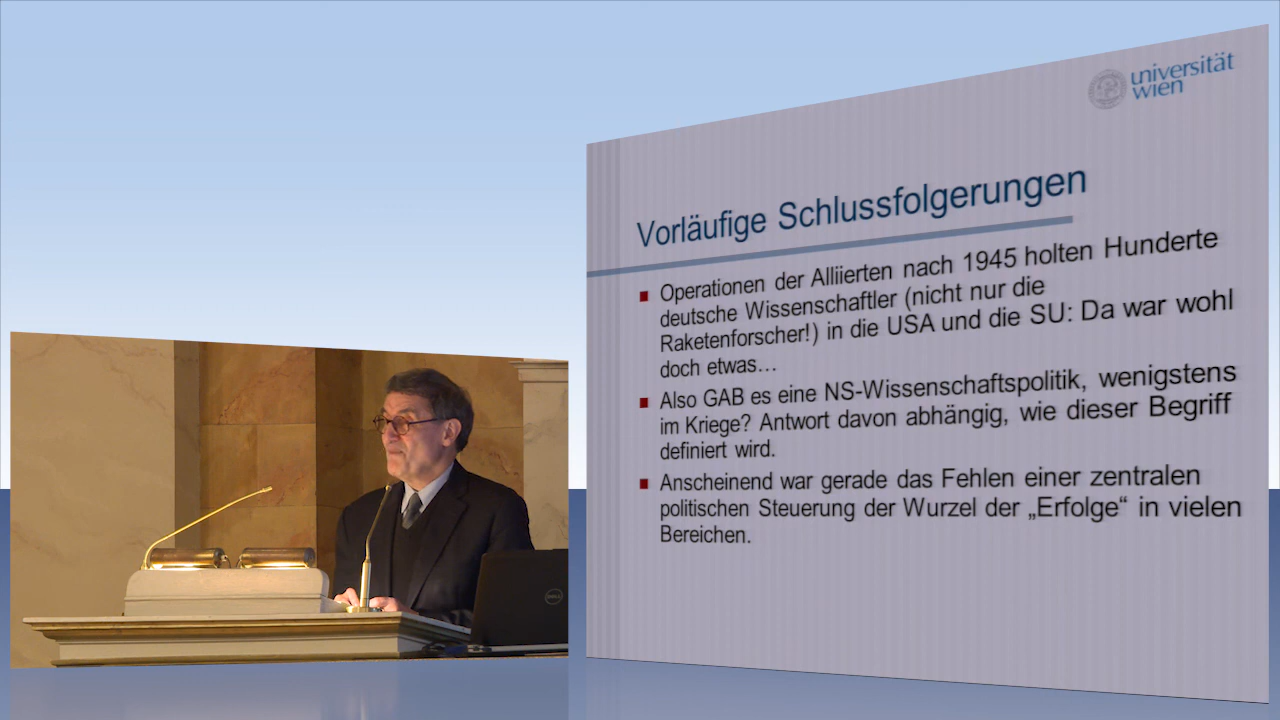 universität
wien
Vorläufige Schlussfolgerungen
Operationen der Alliierten nach 1945 holten Hunderte
deutsche Wissenschaftler (nicht nur die
Raketenforscher!) in die USA und die SU: Da war wohl
doch etwas…
Also GAB es eine NS-Wissenschaftspolitik, wenigstens
im Kriege? Antwort davon abhängig, wie dieser Begriff
definiert wird.
Anscheinend war gerade das Fehlen einer zentralen
politischen Steuerung der Wurzel der „Erfolge“ in vielen
Bereichen.
DELL